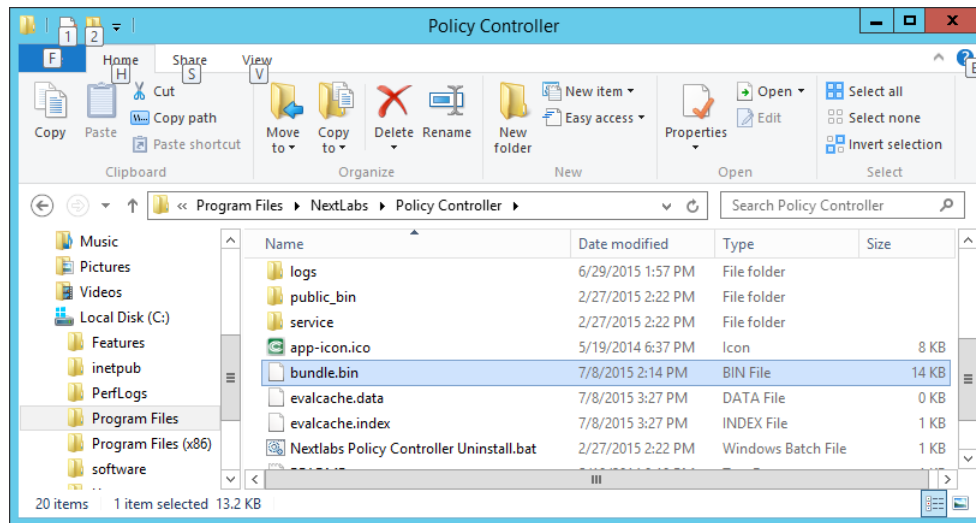 Policy Controller
1
2
F
Home
Share
View
H
S
V
E
Copy
Paste
Cut
Copy path
Paste shortcut
Move to
Copy to
Delete
Rename
New folder
New item
Easy access
Properties
Open
Edit
Select all
Select none
Invert selection
Clipboard
Organize
New
Open
Select
« Program Files NextLabs Policy Controller
Search Policy Controller
Music
Pictures
Videos
Local Disk (C:)
Features
inetpub
PerfLogs
Program Files
Program Files (x86)
software
Name Date modified Type Size
logs 6/29/2015 1:57 PM File folder
public_bin 2/27/2015 2:22 PM File folder
service 2/27/2015 2:22 PM File folder
app-icon.ico 5/19/2014 6:37 PM Icon 8 KB
bundle.bin 7/8/2015 2:14 PM BIN File 14 KB
evalcache.data 7/8/2015 3:27 PM DATA File 0 KB
evalcache.index 7/8/2015 3:27 PM INDEX File 1 KB
Nextlabs Policy Controller Uninstall.bat 2/27/2015 2:22 PM Windows Batch File 1 KB
20 items 1 item selected 13.2 KB